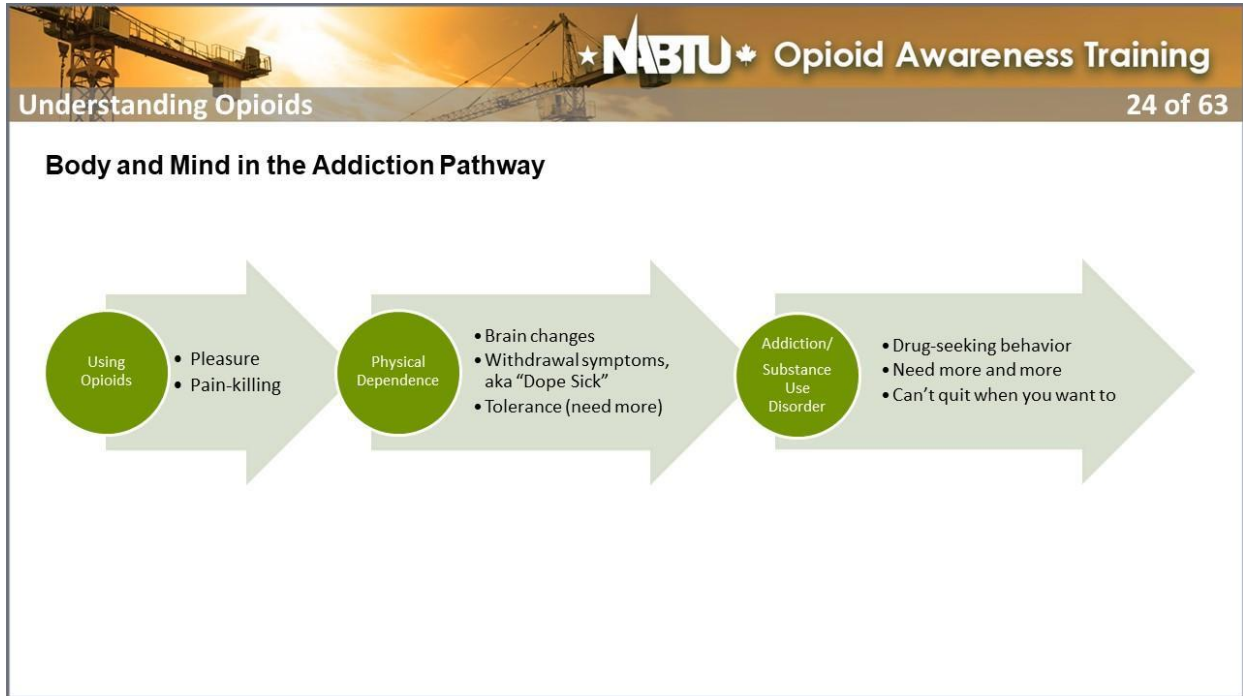 NABTU Opioid Awareness Training
Understanding Opioids
24 of 63
Body and Mind in the Addiction Pathway
Using
Opioids
• Pleasure
• Pain-killing
Physical
Dependence
• Brain changes
• Withdrawal symptoms,
aka “Dope Sick”
• Tolerance (need more)
Addiction/
Substance
Use
Disorder
• Drug-seeking behavior
• Need more and more
• Can’t quit when you want to